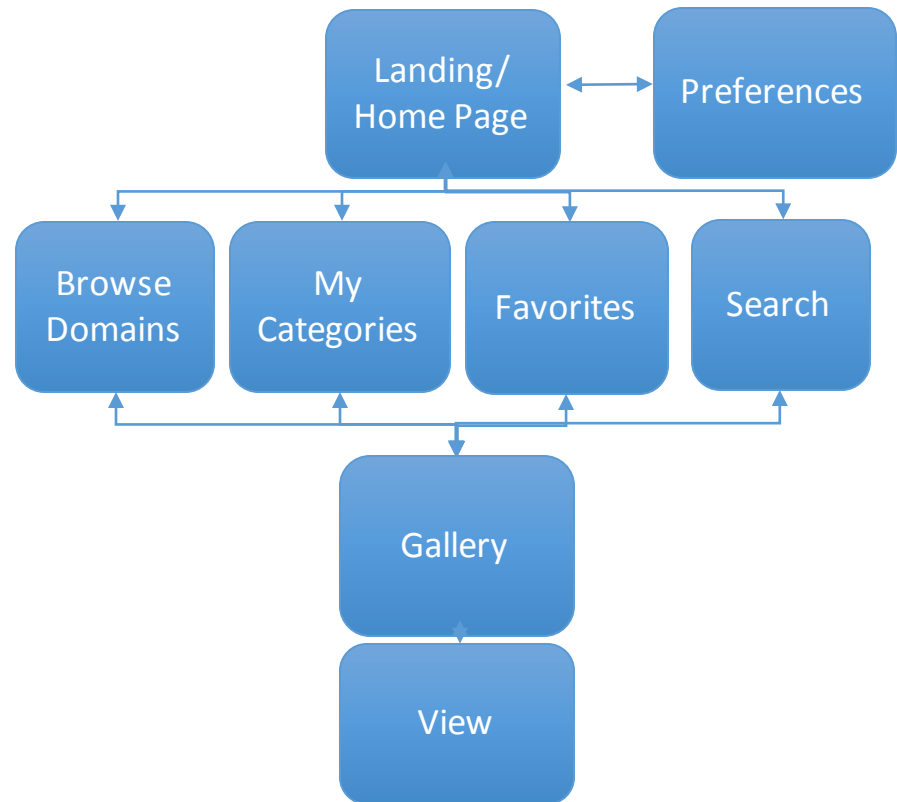 Landing/
Home Page
Preferences
Browse
Domains
My
Categories
Favorites
Search
Gallery
View